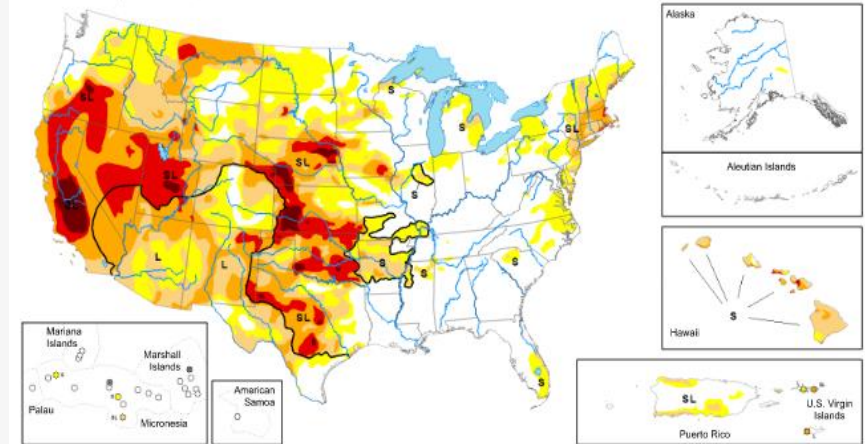 Alaska
Aleutian Islands
Hawaii
S
U.S. Virgin
Islands
SL
Puerto Rico
Mariana
Islands
Marshall
Islands
Palau
Micronesia
S
SL
American
Samoa
SL
SL
L
L
SL
SL
S
S
S
S
S
S
S
SL